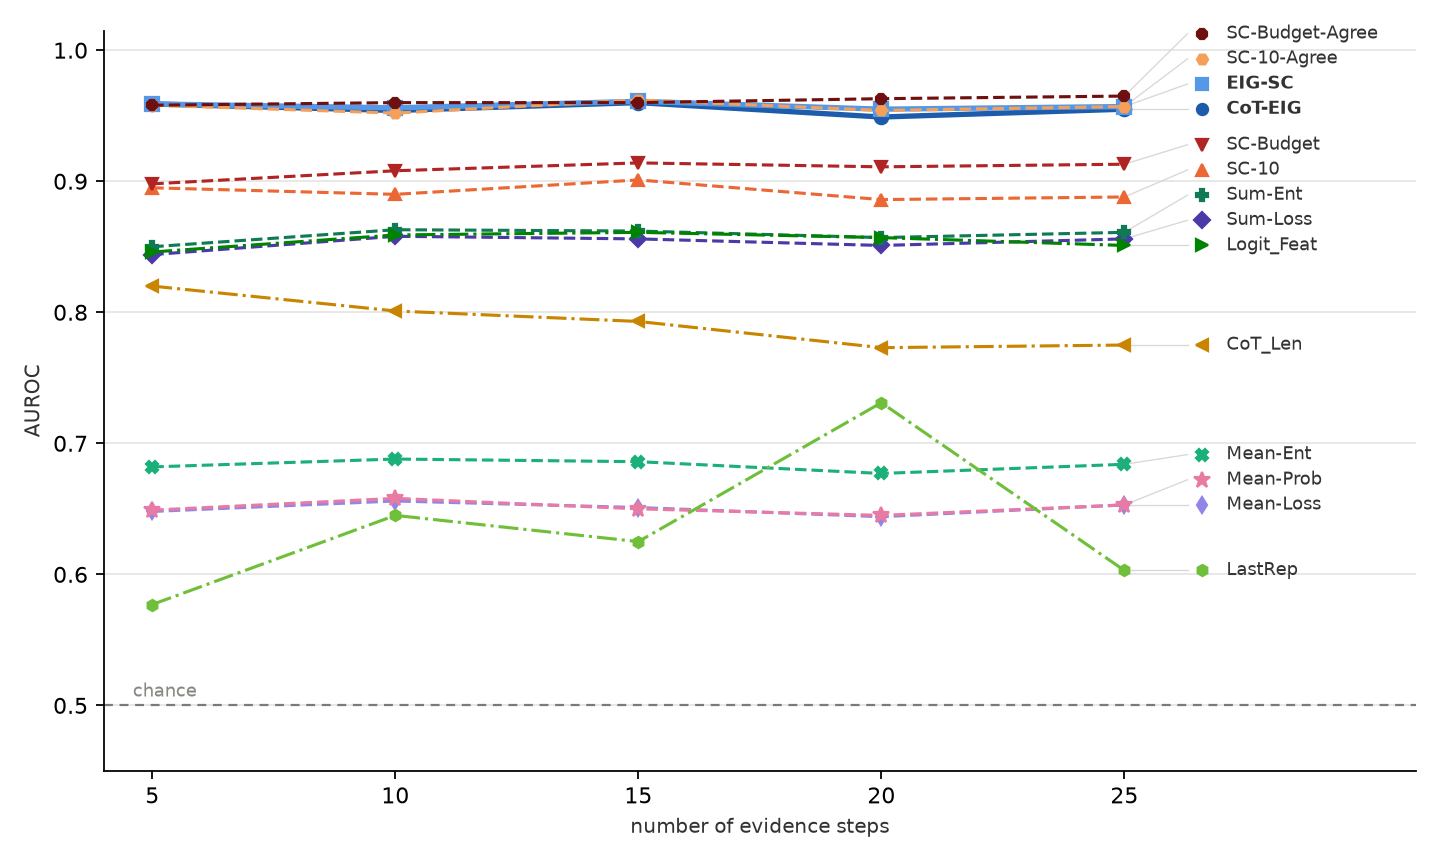 1.0
0.9
0.8
0.7
0.6
0.5
AUROC
chance
5
10
15
20
25
number of evidence steps
SC-Budget-Agree
SC-10-Agree
EIG-SC
CoT-EIG
SC-Budget
SC-10
Sum-Ent
Sum-Loss
Logit_Feat
CoT_Len
Mean-Ent
Mean-Prob
Mean-Loss
LastRep